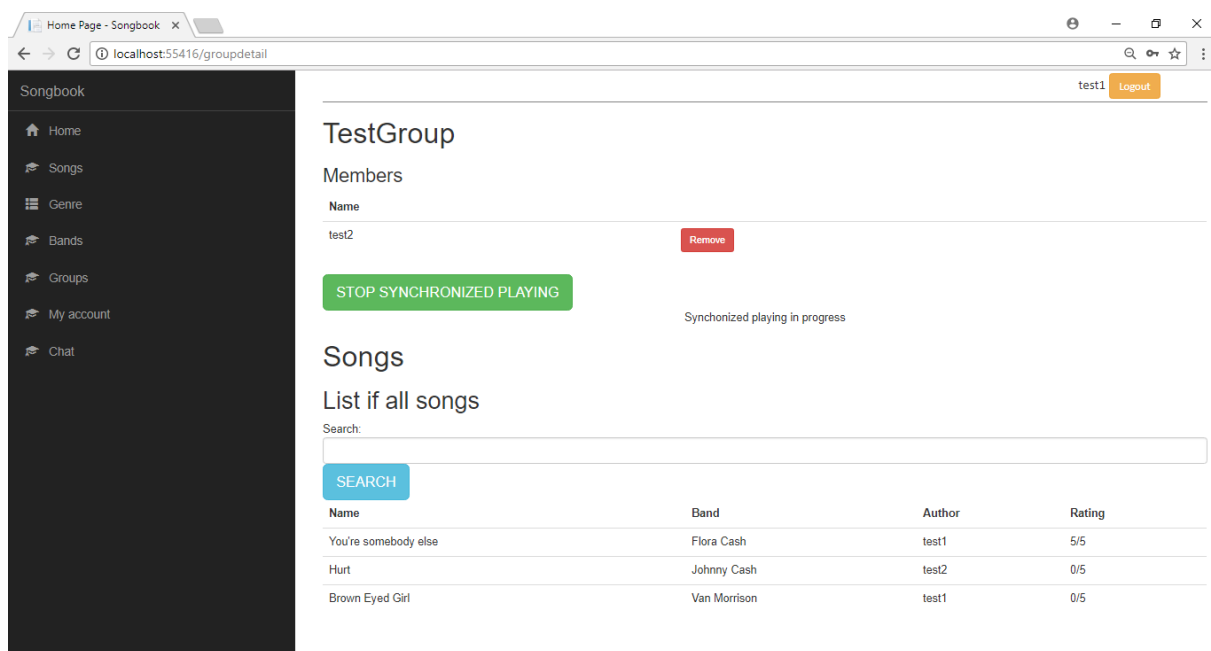 Home Page - Songbook
localhost:55416/groupdetail
Songbook
test1 Logout
Home
Songs
Genre
Bands
Groups
My account
Chat
TestGroup
Members
Name
test2 Remove
STOP SYNCHRONIZED PLAYING
Synchonized playing in progress
Songs
List if all songs
Search:
SEARCH
Name Band Author Rating
You're somebody else Flora Cash test1 5/5
Hurt Johnny Cash test2 0/5
Brown Eyed Girl Van Morrison test1 0/5